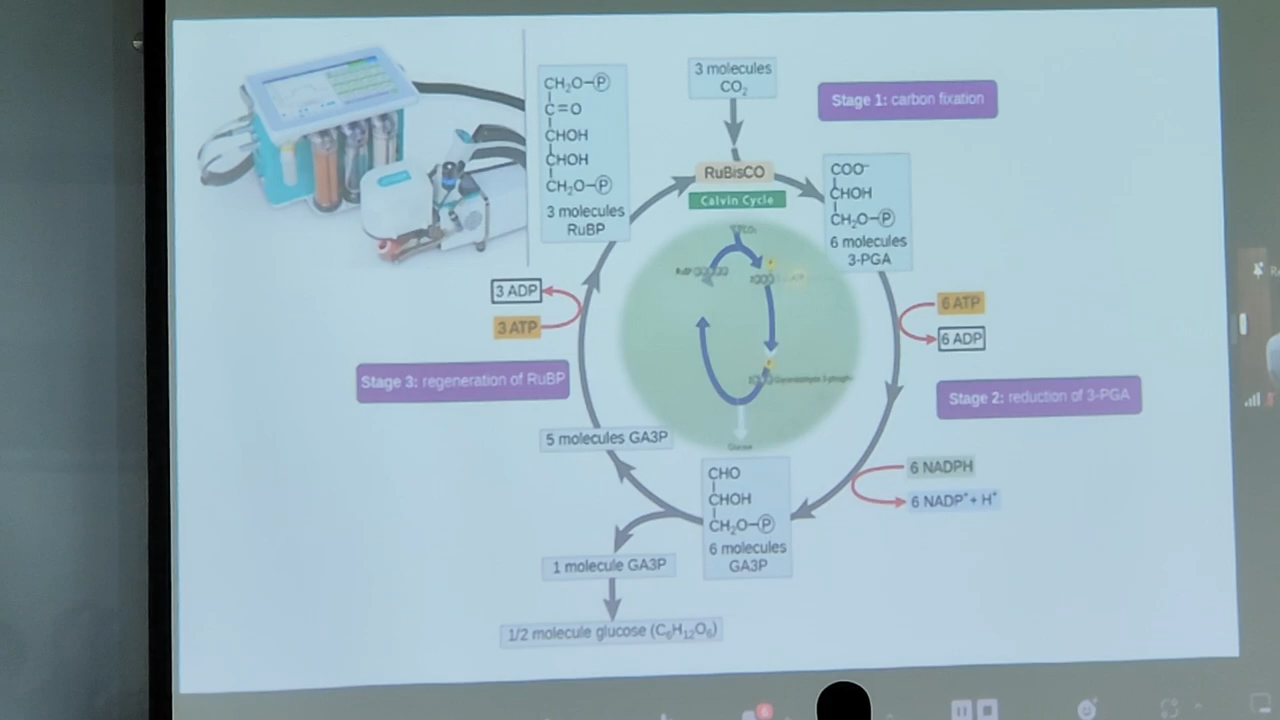 CH₂O–Ⓟ
C=O
CHOH
CHOH
CH₂O–Ⓟ
3 molecules
RuBP
3 molecules
CO₂
Stage 1: carbon fixation
RuBisCO
Calvin Cycle
COO⁻
CHOH
CH₂O–Ⓟ
6 molecules
3-PGA
3 ADP
3 ATP
6 ATP
6 ADP
Stage 3: regeneration of RuBP
Stage 2: reduction of 3-PGA
5 molecules GA3P
Glucose
6 NADPH
6 NADP⁺+ H⁺
CHO
CHOH
CH₂O–Ⓟ
6 molecules
GA3P
1 molecule GA3P
1/2 molecule glucose (C₆H₁₂O₆)
6